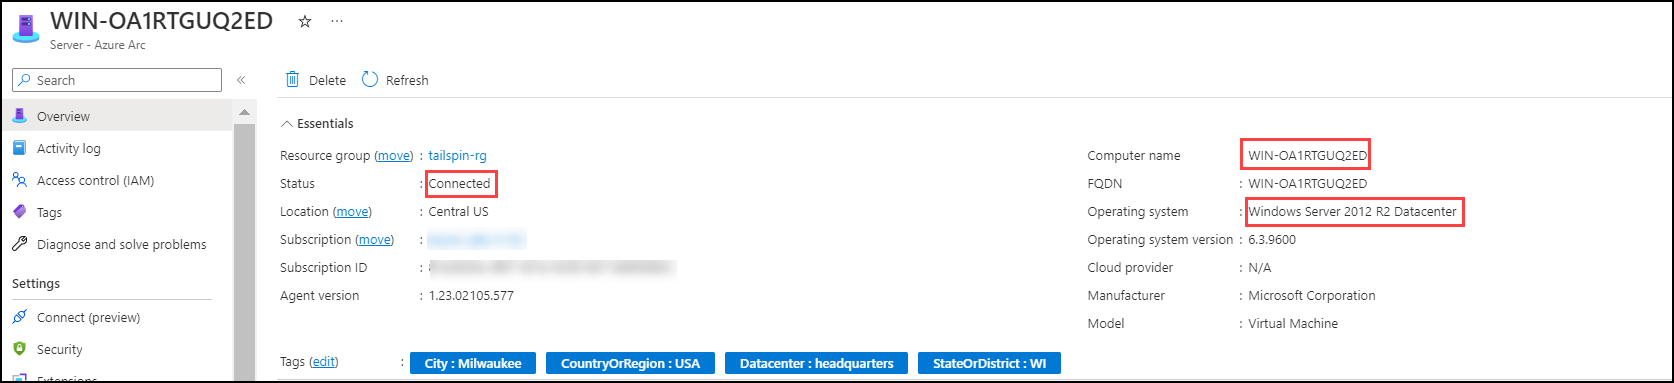 WIN-OA1RTGUQ2ED
Server - Azure Arc
Search
Delete Refresh
Overview
Activity log
Access control (IAM)
Tags
Diagnose and solve problems
Settings
Connect (preview)
Security
Extensions
Essentials
Resource group (move) : tailspin-rg
Status : Connected
Location (move) : Central US
Subscription (move) :
Subscription ID :
Agent version : 1.23.02105.577
Computer name : WIN-OA1RTGUQ2ED
FQDN : WIN-OA1RTGUQ2ED
Operating system : Windows Server 2012 R2 Datacenter
Operating system version : 6.3.9600
Cloud provider : N/A
Manufacturer : Microsoft Corporation
Model : Virtual Machine
Tags (edit) : City : Milwaukee CountryOrRegion : USA Datacenter : headquarters StateOrDistrict : WI